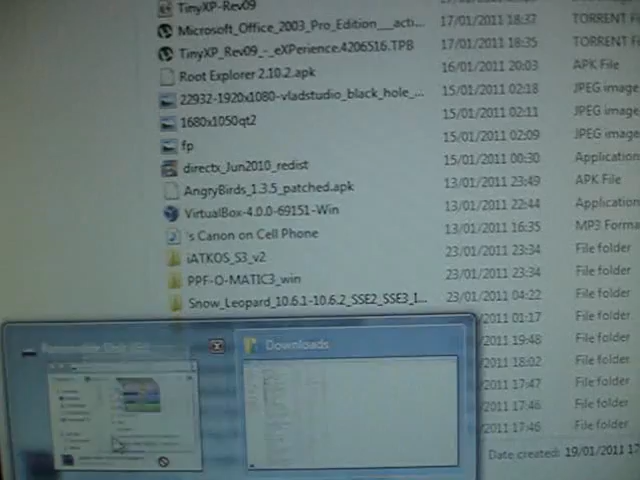 TinyXP-Rev09 17/01/2011 18:37 TORRENT F
Microsoft_Office_2003_Pro_Edition___acti... 17/01/2011 18:35 TORRENT F
TinyXP_Rev09_-_eXPerience.4206516.TPB 16/01/2011 20:03 APK File
Root Explorer 2.10.2.apk 15/01/2011 02:18 JPEG image
22932-1920x1080-vladstudio_black_hole_... 15/01/2011 02:11 JPEG image
1680x1050qt2 15/01/2011 02:09 JPEG image
fp 15/01/2011 00:30 Application
directx_Jun2010_redist 13/01/2011 23:49 APK File
AngryBirds_1.3.5_patched.apk 13/01/2011 22:44 Application
VirtualBox-4.0.0-69151-Win 13/01/2011 16:35 MP3 Forma
's Canon on Cell Phone 23/01/2011 23:34 File folder
iATKOS_S3_v2 23/01/2011 23:34 File folder
PPF-O-MATIC3_win 23/01/2011 04:22 File folder
Snow_Leopard_10.6.1-10.6.2_SSE2_SSE3_I... 01:17 File folder
/2011 19:48 File folder
/2011 18:02 File folder
/2011 17:47 File folder
/2011 17:46 File folder
/2011 17:46 File folder
Downloads
Date created: 19/01/2011 17